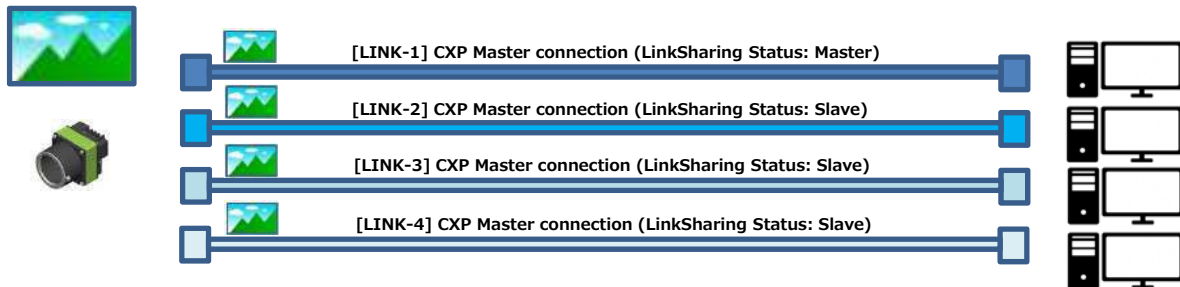 [LINK-1] CXP Master connection (LinkSharing Status: Master)
[LINK-2] CXP Master connection (LinkSharing Status: Slave)
[LINK-3] CXP Master connection (LinkSharing Status: Slave)
[LINK-4] CXP Master connection (LinkSharing Status: Slave)